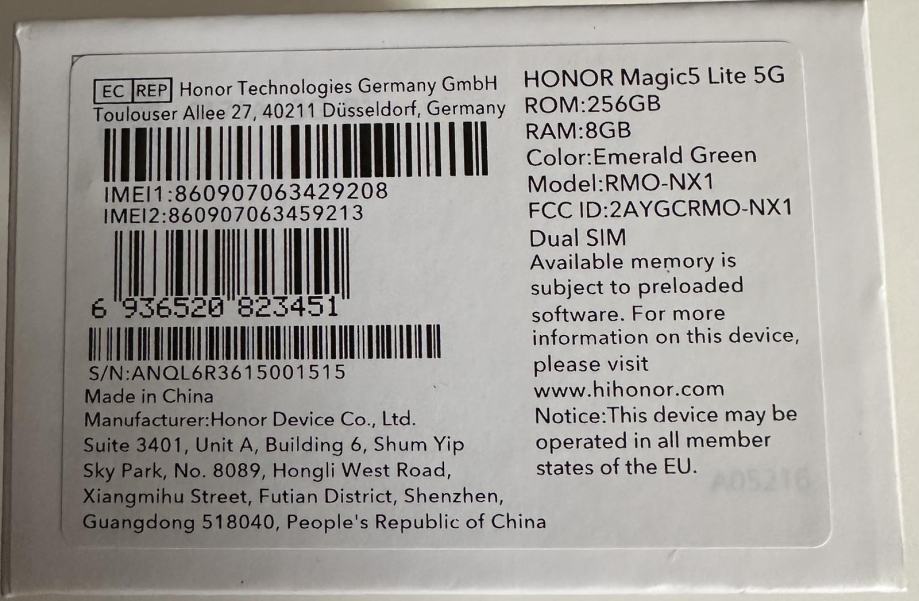 EC REP Honor Technologies Germany GmbH
Toulouser Allee 27, 40211 Düsseldorf, Germany
IMEI1:860907063429208
IMEI2:860907063459213
6 936520 823451
S/N:ANQL6R3615001515
Made in China
Manufacturer:Honor Device Co., Ltd.
Suite 3401, Unit A, Building 6, Shum Yip
Sky Park, No. 8089, Hongli West Road,
Xiangmihu Street, Futian District, Shenzhen,
Guangdong 518040, People's Republic of China
HONOR Magic5 Lite 5G
ROM:256GB
RAM:8GB
Color:Emerald Green
Model:RMO-NX1
FCC ID:2AYGCRMO-NX1
Dual SIM
Available memory is
subject to preloaded
software. For more
information on this device,
please visit
www.hihonor.com
Notice:This device may be
operated in all member
states of the EU.